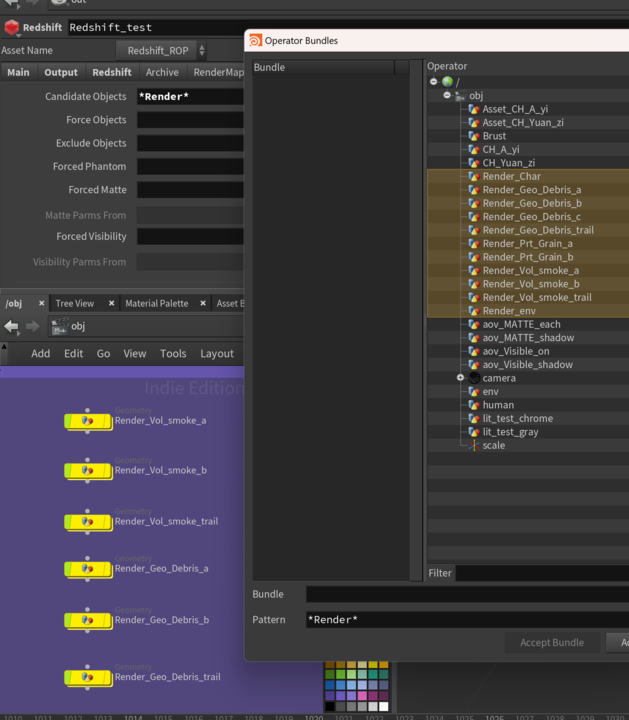 out
Redshift Redshift_test
Asset Name Redshift_ROP
Main Output Redshift Archive RenderMap
Candidate Objects *Render*
Force Objects
Exclude Objects
Forced Phantom
Forced Matte
Matte Parms From
Forced Visibility
Visibility Parms From
/obj × Tree View × Material Palette × Asset B
obj
Add Edit Go View Tools Layout
Indie Edition
Geometry
Render_Vol_smoke_a
Geometry
Render_Vol_smoke_b
Geometry
Render_Vol_smoke_trail
Geometry
Render_Geo_Debris_a
Geometry
Render_Geo_Debris_b
Geometry
Render_Geo_Debris_trail
Operator Bundles
Bundle
Operator
/
obj
Asset_CH_A_yi
Asset_CH_Yuan_zi
Brust
CH_A_yi
CH_Yuan_zi
Render_Char
Render_Geo_Debris_a
Render_Geo_Debris_b
Render_Geo_Debris_c
Render_Geo_Debris_trail
Render_Prt_Grain_a
Render_Prt_Grain_b
Render_Vol_smoke_a
Render_Vol_smoke_b
Render_Vol_smoke_trail
Render_env
aov_MATTE_each
aov_MATTE_shadow
aov_Visible_on
aov_Visible_shadow
camera
env
human
lit_test_chrome
lit_test_gray
scale
Filter
Bundle
Pattern *Render*
Accept Bundle